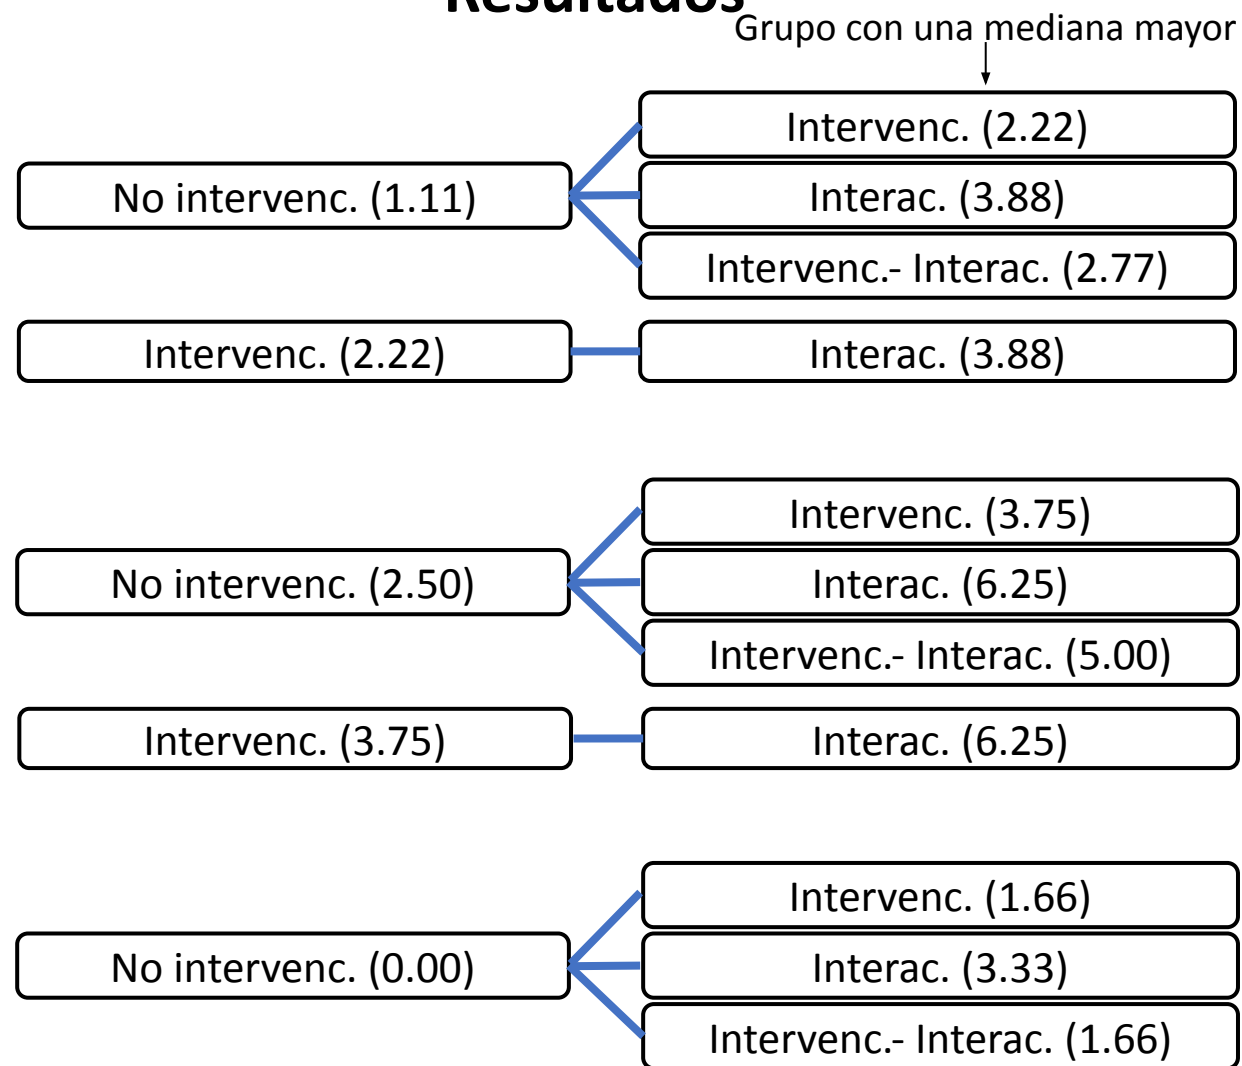 Resultados
Grupo con una mediana mayor
Intervenc. (2.22)
No intervenc. (1.11)
Interac. (3.88)
Intervenc.- Interac. (2.77)
Intervenc. (2.22)
Interac. (3.88)
Intervenc. (3.75)
No intervenc. (2.50)
Interac. (6.25)
Intervenc.- Interac. (5.00)
Intervenc. (3.75)
Interac. (6.25)
Intervenc. (1.66)
No intervenc. (0.00)
Interac. (3.33)
Intervenc.- Interac. (1.66)